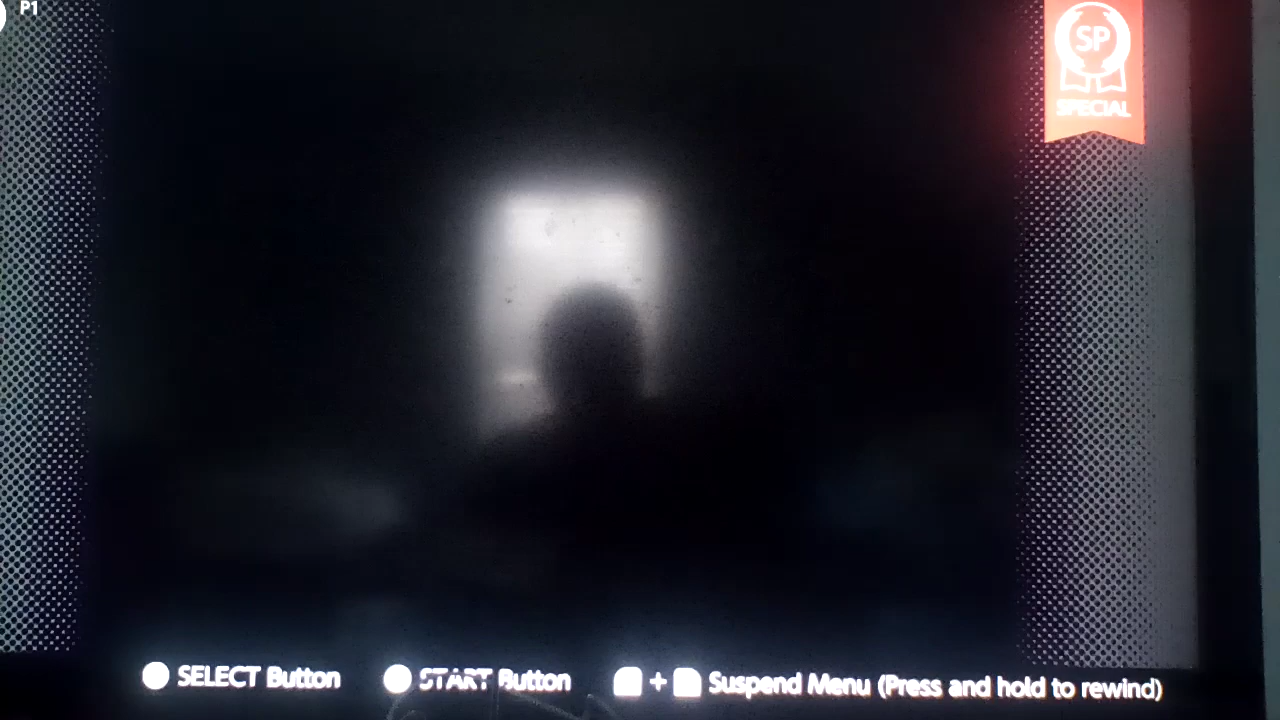 P1
SP
SPECIAL
SELECT Button START Button + Suspend Menu (Press and hold to rewind)